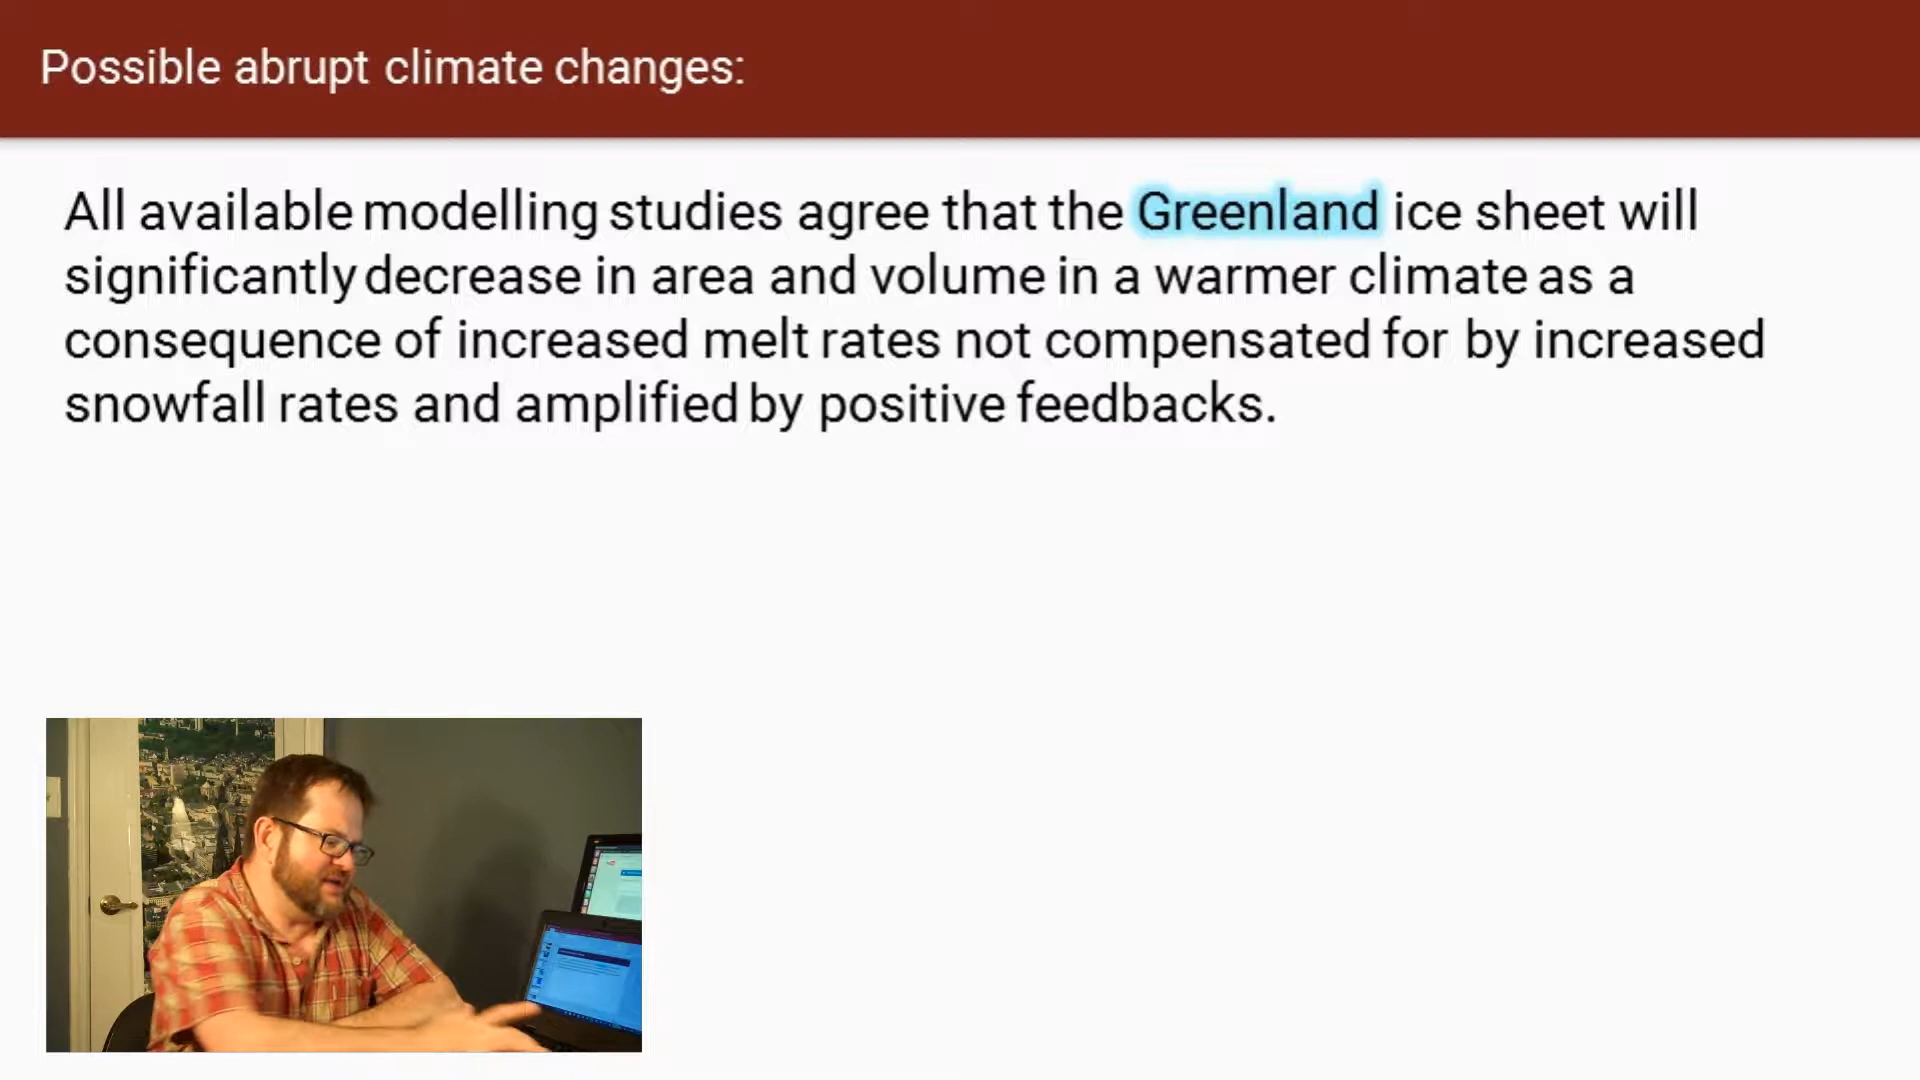 Possible abrupt climate changes:
All available modelling studies agree that the Greenland ice sheet will
significantly decrease in area and volume in a warmer climate as a
consequence of increased melt rates not compensated for by increased
snowfall rates and amplified by positive feedbacks.